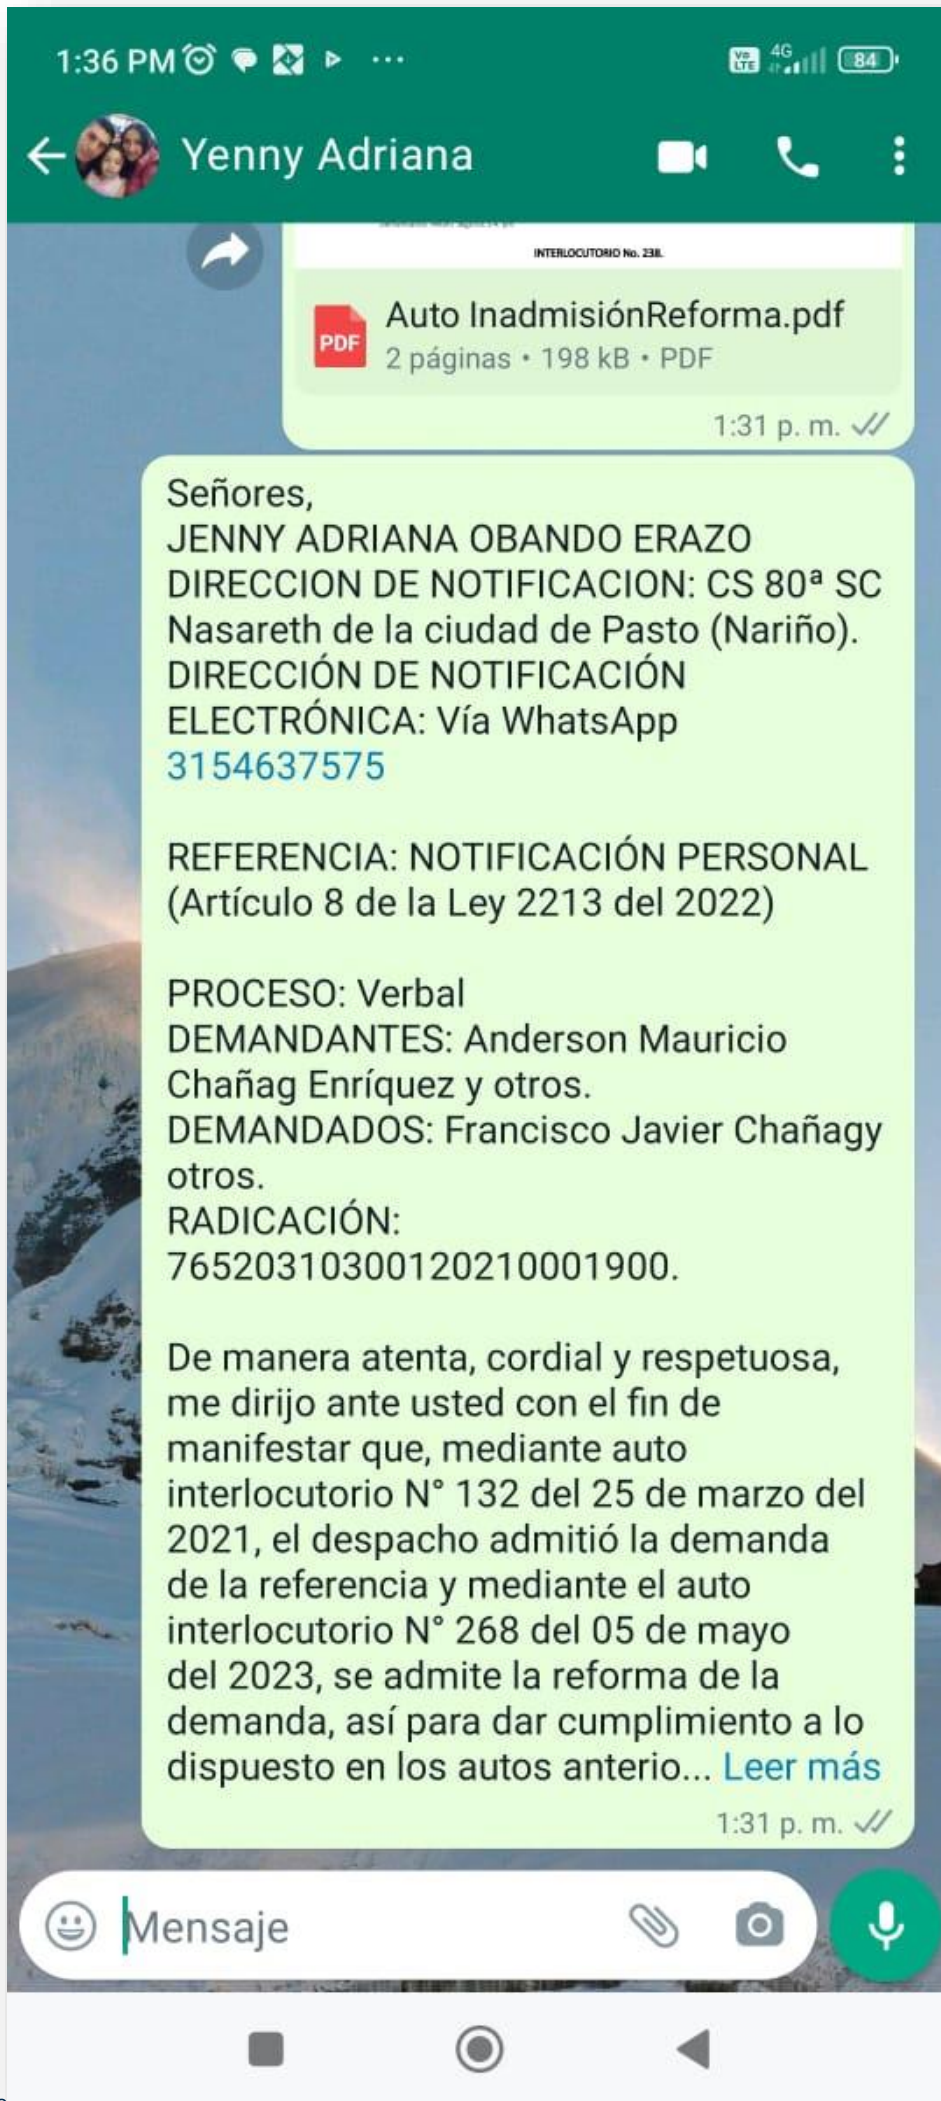 1:36 PM
Vo LTE 4G 84
Yenny Adriana
INTERLOCUTORIO No. 238.
PDF
Auto InadmisiónReforma.pdf
2 páginas • 198 kB • PDF
1:31 p. m.
Señores,
JENNY ADRIANA OBANDO ERAZO
DIRECCION DE NOTIFICACION: CS 80ª SC
Nasareth de la ciudad de Pasto (Nariño).
DIRECCIÓN DE NOTIFICACIÓN
ELECTRÓNICA: Vía WhatsApp
3154637575
REFERENCIA: NOTIFICACIÓN PERSONAL
(Artículo 8 de la Ley 2213 del 2022)
PROCESO: Verbal
DEMANDANTES: Anderson Mauricio
Chañag Enríquez y otros.
DEMANDADOS: Francisco Javier Chañagy
otros.
RADICACIÓN:
76520310300120210001900.
De manera atenta, cordial y respetuosa,
me dirijo ante usted con el fin de
manifestar que, mediante auto
interlocutorio N° 132 del 25 de marzo del
2021, el despacho admitió la demanda
de la referencia y mediante el auto
interlocutorio N° 268 del 05 de mayo
del 2023, se admite la reforma de la
demanda, así para dar cumplimiento a lo
dispuesto en los autos anterio... Leer más
1:31 p. m.
Mensaje